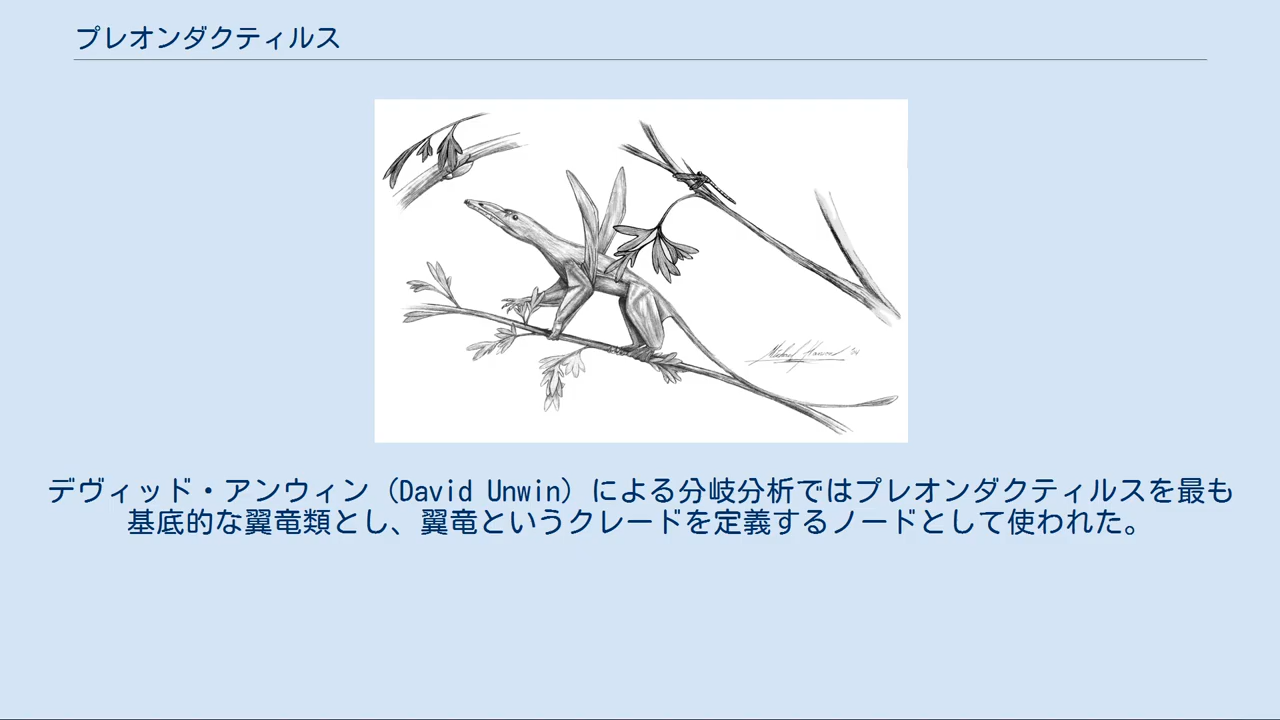 プレオンダクティルス
デヴィッド・アンウィン（David Unwin）による分岐分析ではプレオンダクティルスを最も
基底的な翼竜類とし、翼竜というクレードを定義するノードとして使われた。